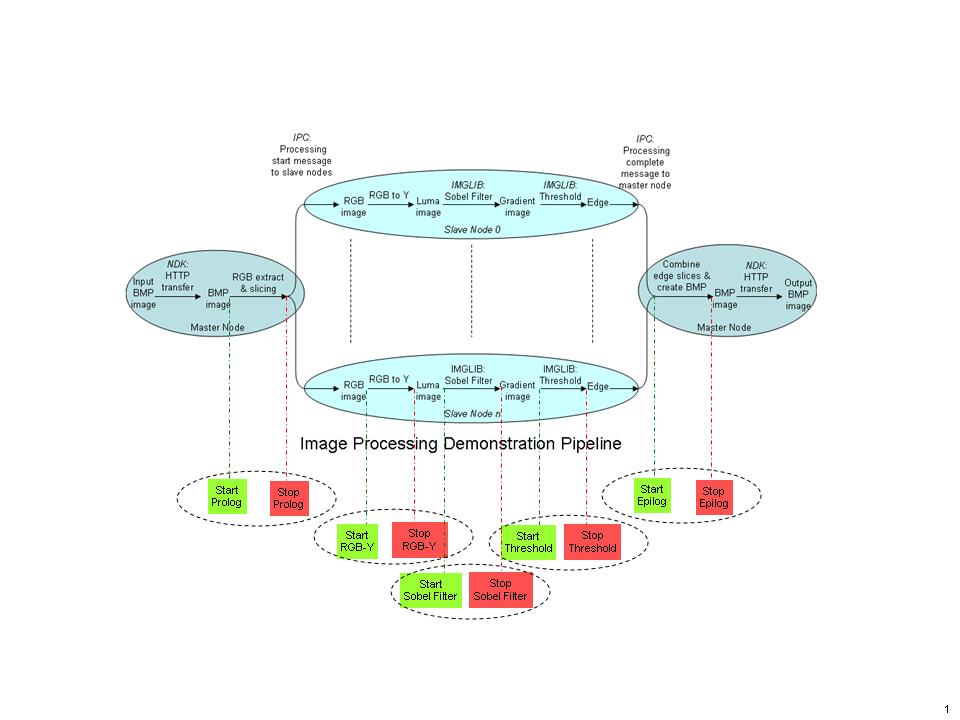 IPC:
Processing
start message
to slave nodes
IPC:
Processing
complete
message to
master node
RGB
image
RGB to Y
Luma
image
IMGLIB:
Sobel Filter
Gradient
image
IMGLIB:
Threshold
Edge
Slave Node 0
Input
BMP
image
NDK:
HTTP
transfer
BMP
image
RGB extract
& slicing
Master Node
Combine
edge slices &
create BMP
BMP
image
NDK:
HTTP
transfer
Output
BMP
image
Master Node
RGB
image
RGB to Y
Luma
image
IMGLIB:
Sobel Filter
Gradient
image
IMGLIB:
Threshold
Edge
Slave Node n
Image Processing Demonstration Pipeline
Start
Prolog
Stop
Prolog
Start
Epilog
Stop
Epilog
Start
RGB-Y
Stop
RGB-Y
Start
Threshold
Stop
Threshold
Start
Sobel Filter
Stop
Sobel Filter
1